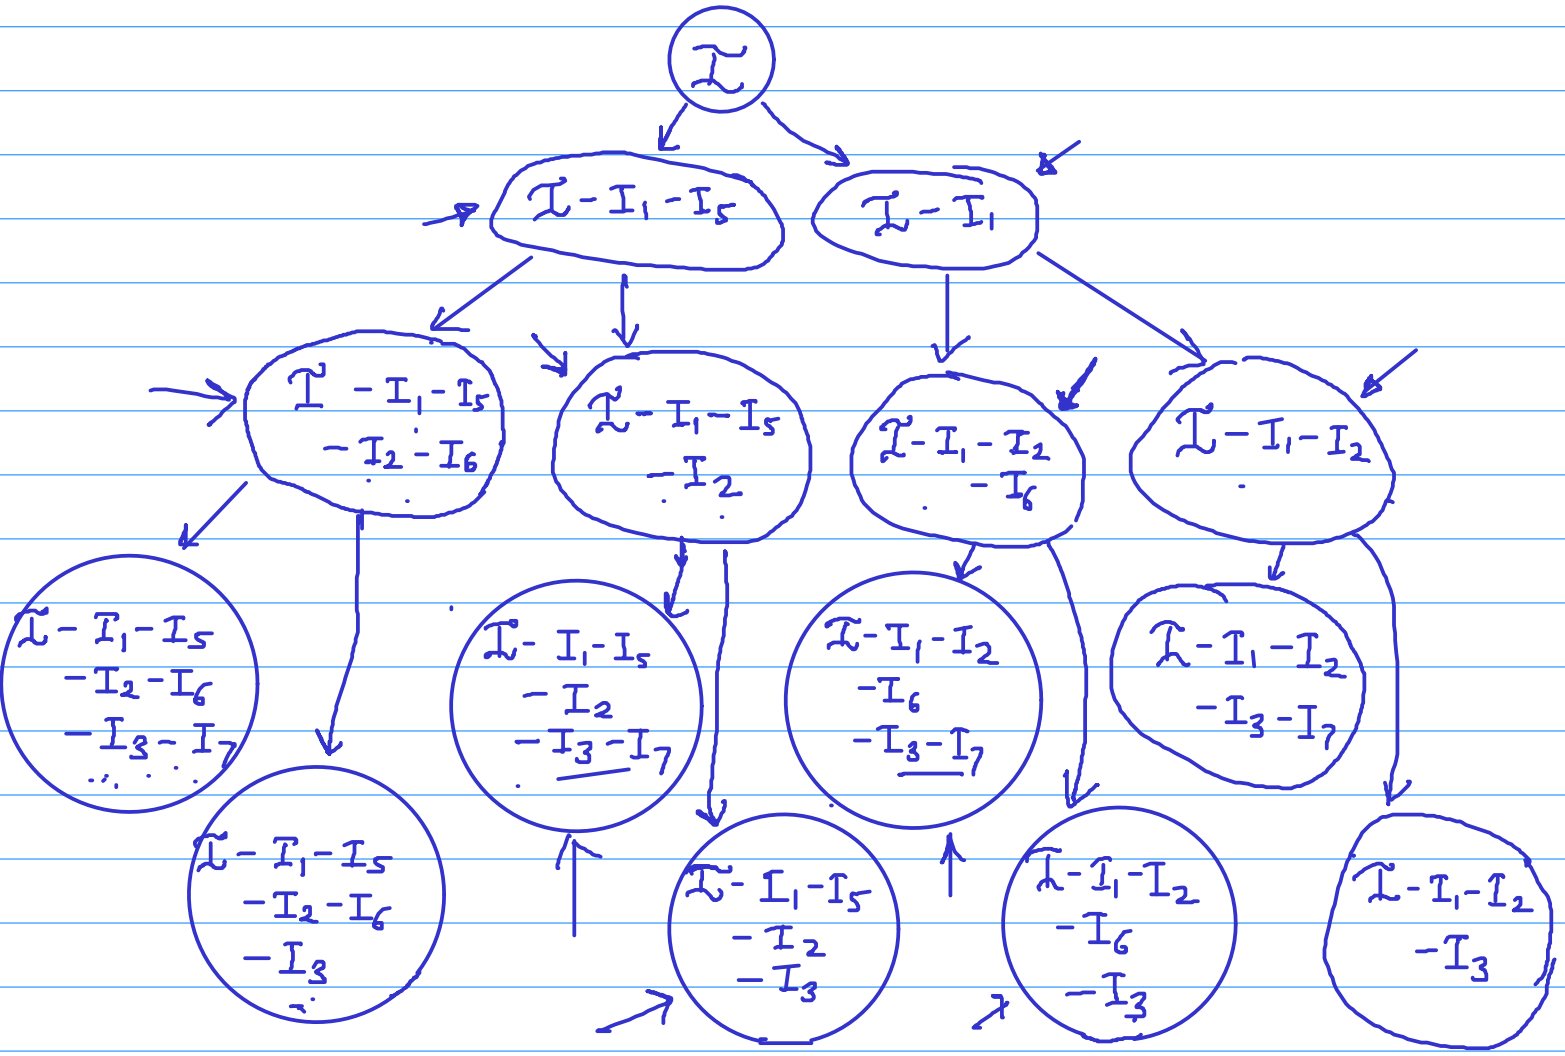 I
I - I₁ - I₅
I - I₁
I - I₁ - I₅
- I₂ - I₆
I - I₁ - I₅
- I₂
I - I₁ - I₂
- I₆
I - I₁ - I₂
I - I₁ - I₅
- I₂ - I₆
- I₃ - I₇
I - I₁ - I₅
- I₂ - I₆
- I₃
I - I₁ - I₅
- I₂
- I₃ - I₇
I - I₁ - I₅
- I₂
- I₃
I - I₁ - I₂
- I₆
- I₃ - I₇
I - I₁ - I₂
- I₆
- I₃
I - I₁ - I₂
- I₃ - I₇
I - I₁ - I₂
- I₃